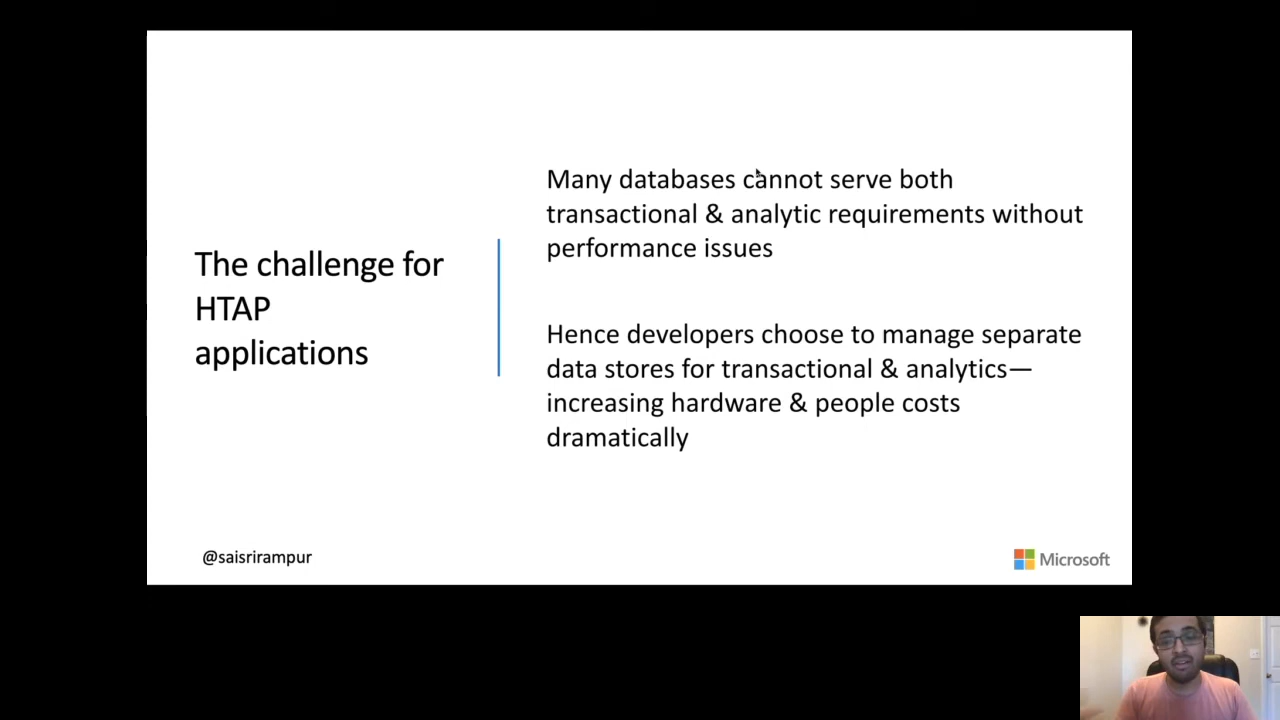 The challenge for
HTAP
applications
Many databases cannot serve both
transactional & analytic requirements without
performance issues
Hence developers choose to manage separate
data stores for transactional & analytics—
increasing hardware & people costs
dramatically
@saisrirampur
Microsoft